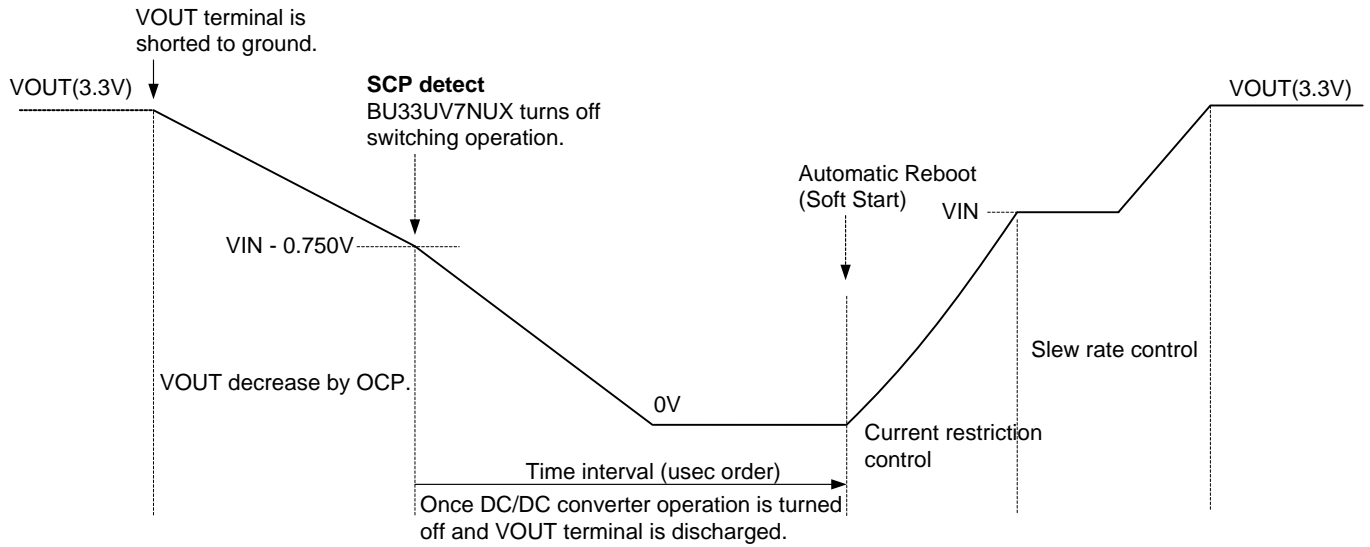 VOUT terminal is
shorted to ground.
VOUT(3.3V)
SCP detect
BU33UV7NUX turns off
switching operation.
VOUT(3.3V)
Automatic Reboot
(Soft Start)
VIN
VIN - 0.750V
Slew rate control
VOUT decrease by OCP.
0V
Current restriction
control
Time interval (usec order)
Once DC/DC converter operation is turned
off and VOUT terminal is discharged.